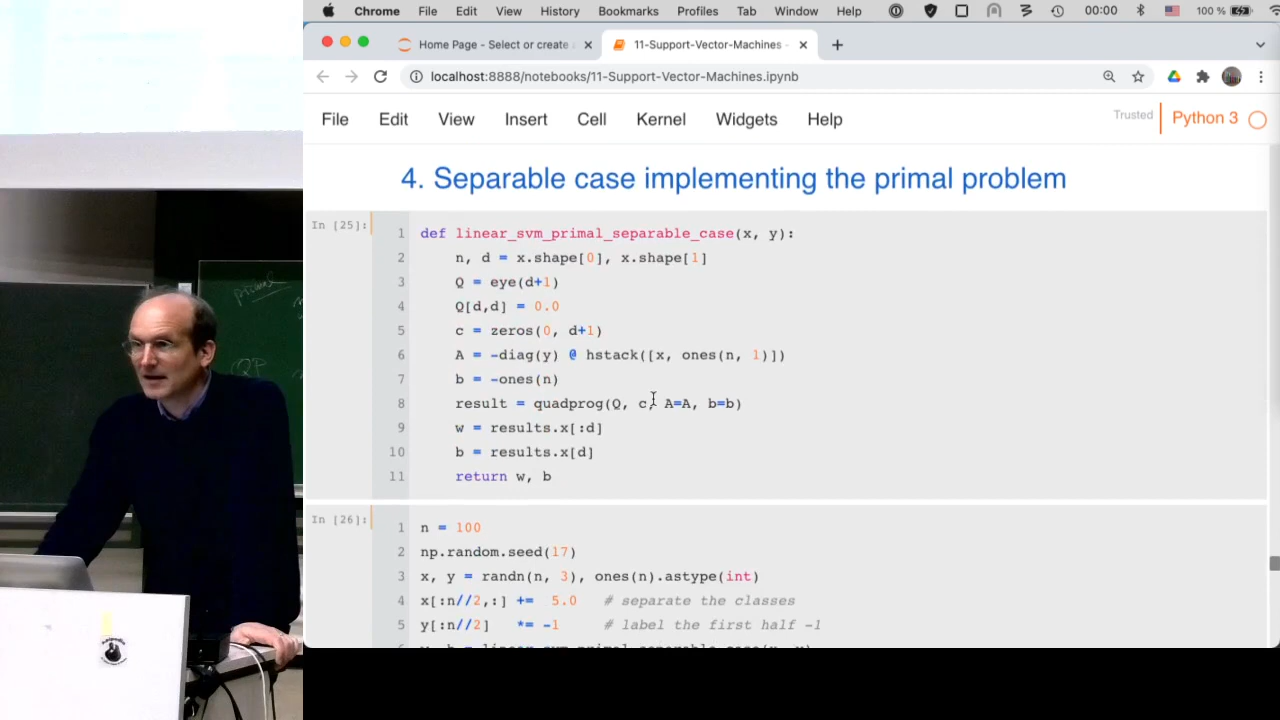 Chrome File Edit View History Bookmarks Profiles Tab Window Help 00:00 100 %
Home Page - Select or create a 11-Support-Vector-Machines -
localhost:8888/notebooks/11-Support-Vector-Machines.ipynb
File Edit View Insert Cell Kernel Widgets Help Trusted Python 3
4. Separable case implementing the primal problem
In [25]:
1 def linear_svm_primal_separable_case(x, y):
2 n, d = x.shape[0], x.shape[1]
3 Q = eye(d+1)
4 Q[d,d] = 0.0
5 c = zeros(0, d+1)
6 A = -diag(y) @ hstack([x, ones(n, 1)])
7 b = -ones(n)
8 result = quadprog(Q, c, A=A, b=b)
9 w = results.x[:d]
10 b = results.x[d]
11 return w, b
In [26]:
1 n = 100
2 np.random.seed(17)
3 x, y = randn(n, 3), ones(n).astype(int)
4 x[:n//2,:] += 5.0 # separate the classes
5 y[:n//2] *= -1 # label the first half -1
primal
QP